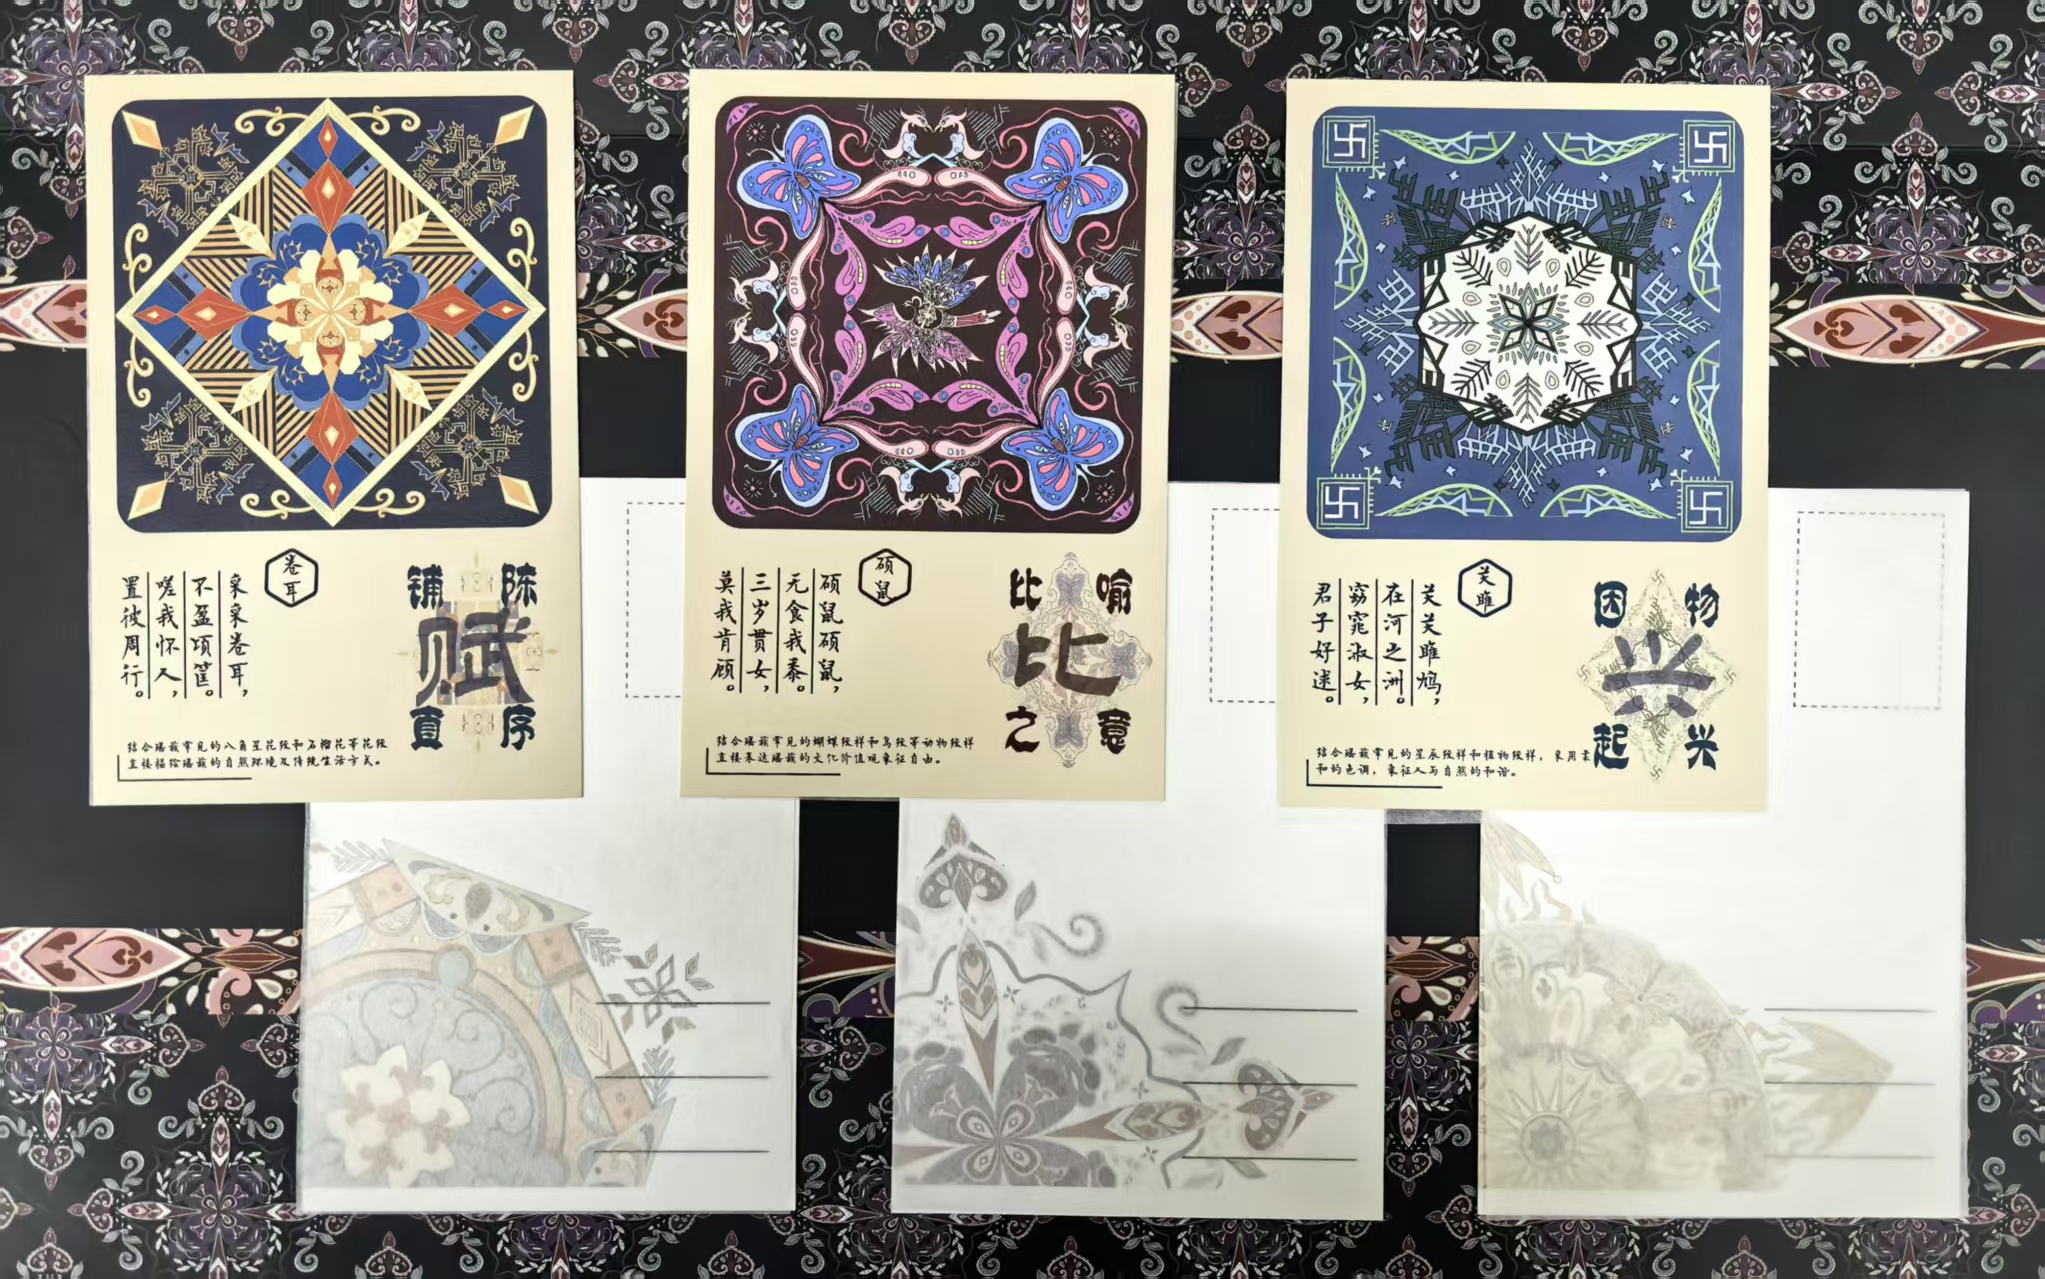 卷耳
采采卷耳，
不盈顷筐。
嗟我怀人，
置彼周行。
铺陈
赋
直序
结合瑶族常见的八角星花纹和石榴花等花纹
直接描绘瑶族的自然环境及传统生活方式。
硕鼠
硕鼠硕鼠，
无食我黍。
三岁贯女，
莫我肯顾。
比喻
比
之意
结合瑶族常见的蝴蝶纹样和鸟纹等动物纹样
直接表达瑶族的文化价值观象征自由。
关雎
关关雎鸠，
在河之洲。
窈窕淑女，
君子好逑。
因物
兴
起兴
结合瑶族常见的星辰纹样和植物纹样，采用柔
和的色调，象征人与自然的和谐。